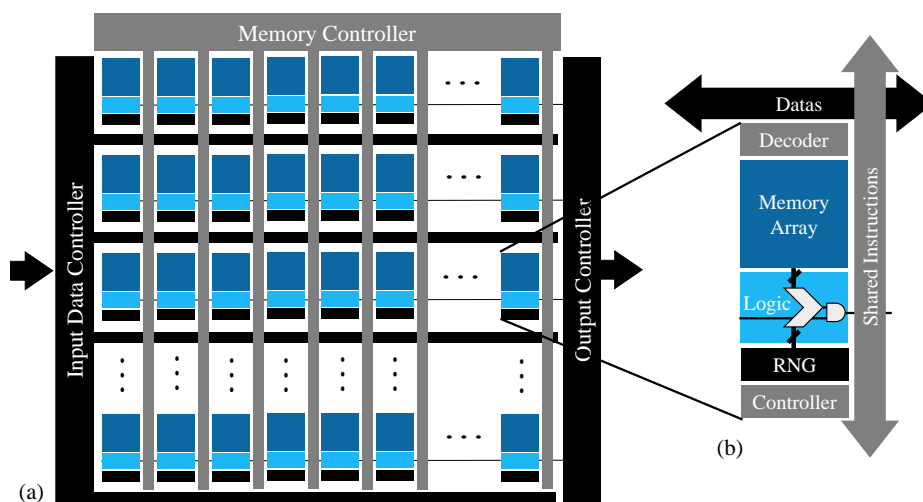 Memory Controller
Input Data Controller
Output Controller
(a)
Datas
Decoder
Memory
Array
Logic
RNG
Controller
Shared Instructions
(b)